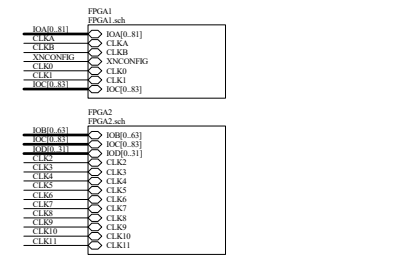 FPGA1
FPGA1.sch
IOA[0..81] IOA[0..81]
CLKA CLKA
CLKB CLKB
XNCONFIG XNCONFIG
CLK0 CLK0
CLK1 CLK1
IOC[0..83] IOC[0..83]
FPGA2
FPGA2.sch
IOB[0..63] IOB[0..63]
IOC[0..83] IOC[0..83]
IOD[0..31] IOD[0..31]
CLK2 CLK2
CLK3 CLK3
CLK4 CLK4
CLK5 CLK5
CLK6 CLK6
CLK7 CLK7
CLK8 CLK8
CLK9 CLK9
CLK10 CLK10
CLK11 CLK11